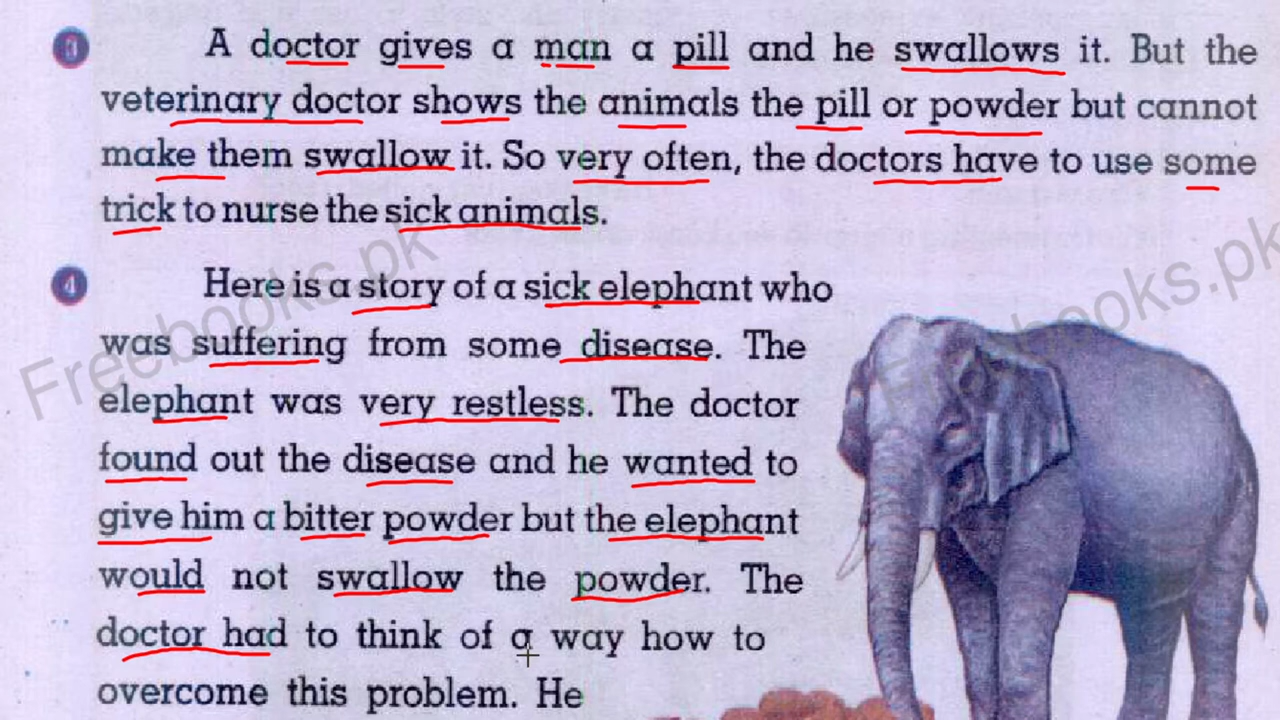 3 A doctor gives a man a pill and he swallows it. But the
veterinary doctor shows the animals the pill or powder but cannot
make them swallow it. So very often, the doctors have to use some
trick to nurse the sick animals.
4 Here is a story of a sick elephant who
was suffering from some disease. The
elephant was very restless. The doctor
found out the disease and he wanted to
give him a bitter powder but the elephant
would not swallow the powder. The
doctor had to think of a way how to
overcome this problem. He
Freebooks.pk
Freebooks.pk